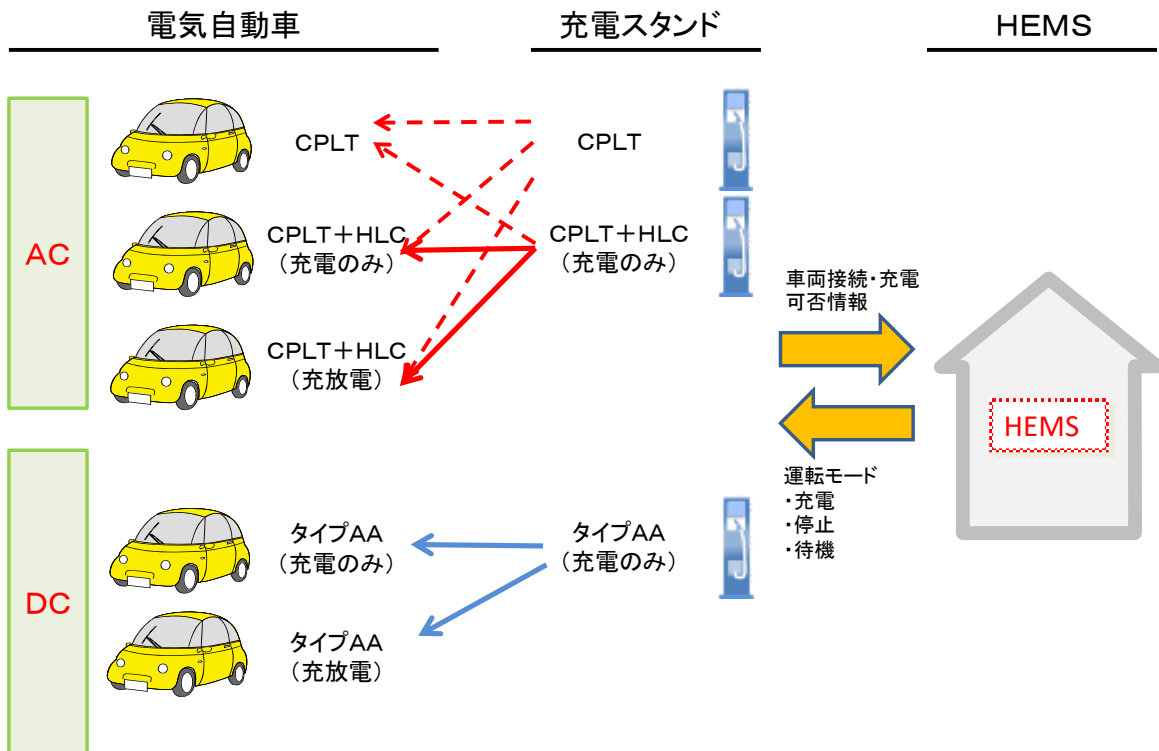 電気自動車
充電スタンド
HEMS
AC
CPLT
CPLT
CPLT+HLC
(充電のみ)
CPLT+HLC
(充電のみ)
CPLT+HLC
(充放電)
車両接続・充電
可否情報
HEMS
運転モード
・充電
・停止
・待機
DC
タイプAA
(充電のみ)
タイプAA
(充電のみ)
タイプAA
(充放電)